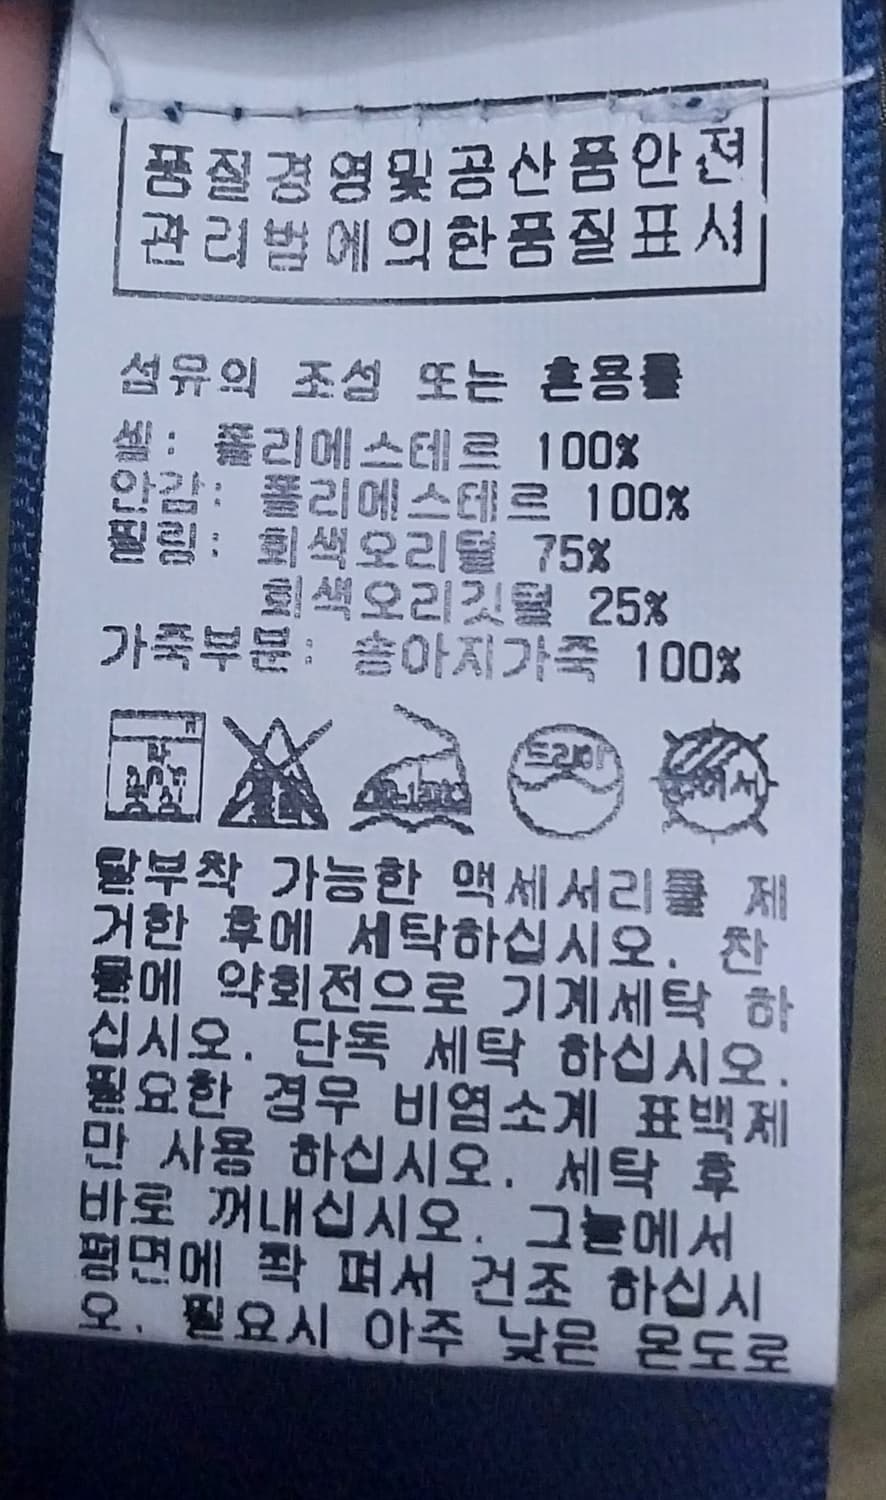 품질경영및공산품안전
관리법에의한품질표시
섬유의 조성 또는 혼용률
쉘: 폴리에스테르 100%
안감: 폴리에스테르 100%
필링: 회색오리털 75%
회색오리깃털 25%
가죽부분: 송아지가죽 100%
드라이
탈부착 가능한 액세서리를 제
거한 후에 세탁하십시오. 찬
물에 약회전으로 기계세탁 하
십시오. 단독 세탁 하십시오.
필요한 경우 비염소계 표백제
만 사용 하십시오. 세탁 후
바로 꺼내십시오. 그늘에서
평면에 쫙 펴서 건조 하십시
오. 필요시 아주 낮은 온도로